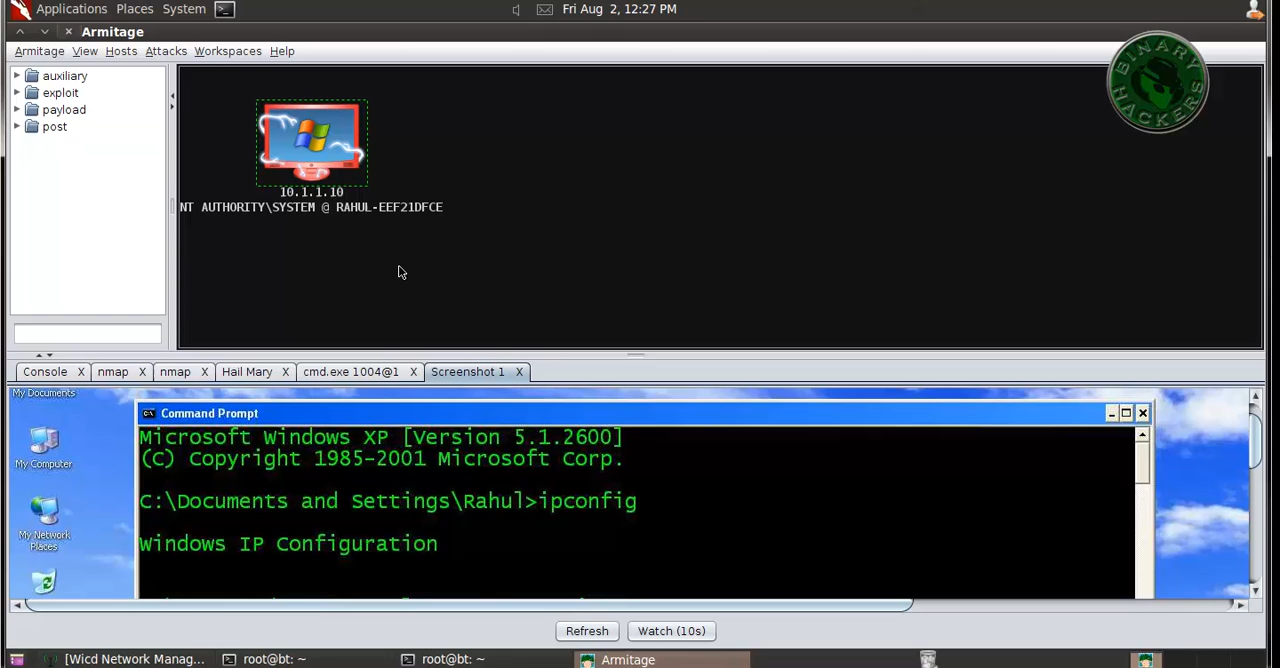 Applications Places System
Fri Aug 2, 12:27 PM
Armitage
Armitage View Hosts Attacks Workspaces Help
auxiliary
exploit
payload
post
BINARY
HACKERS
10.1.1.10
NT AUTHORITY\SYSTEM @ RAHUL-EEF21DFCE
Console X nmap X nmap X Hail Mary X cmd.exe 1004@1 X Screenshot 1 X
My Documents
My Computer
My Network
Places
Command Prompt
Microsoft Windows XP [Version 5.1.2600]
(C) Copyright 1985-2001 Microsoft Corp.
C:\Documents and Settings\Rahul>ipconfig
Windows IP Configuration
Refresh Watch (10s)
[Wicd Network Manag... root@bt: ~ root@bt: ~ Armitage